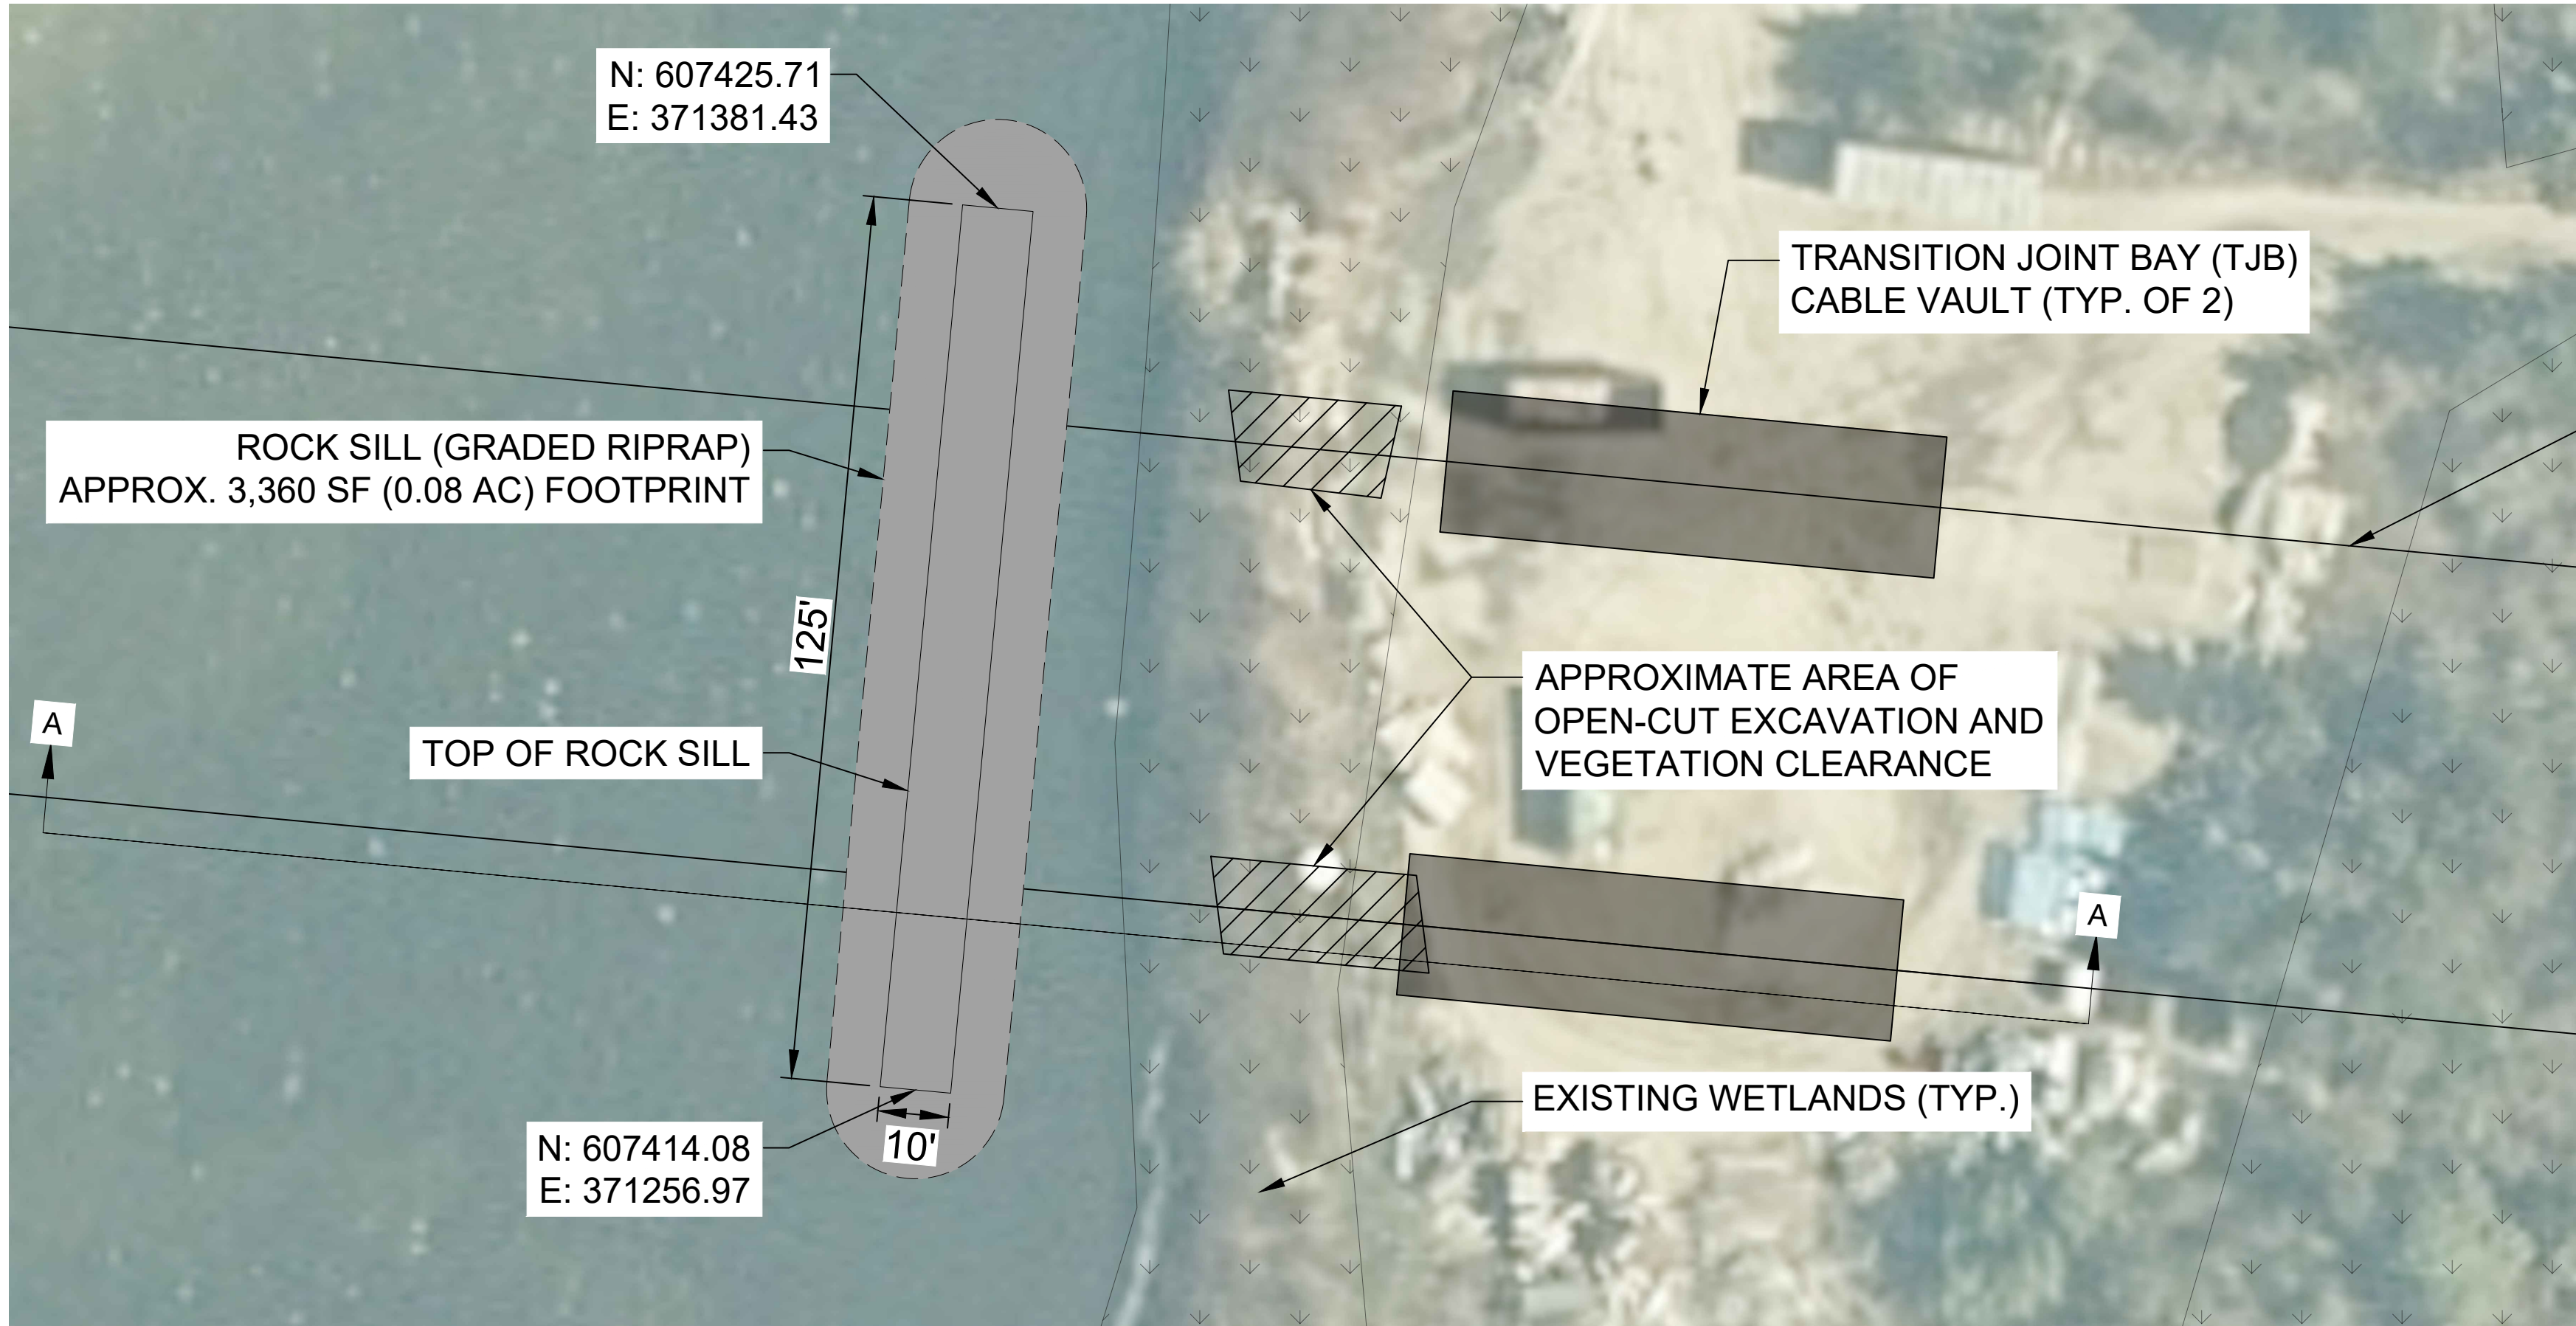 N: 607425.71
E: 371381.43
TRANSITION JOINT BAY (TJB)
CABLE VAULT (TYP. OF 2)
ROCK SILL (GRADED RIPRAP)
APPROX. 3,360 SF (0.08 AC) FOOTPRINT
125'
APPROXIMATE AREA OF
OPEN-CUT EXCAVATION AND
VEGETATION CLEARANCE
A
TOP OF ROCK SILL
A
EXISTING WETLANDS (TYP.)
10'
N: 607414.08
E: 371256.97